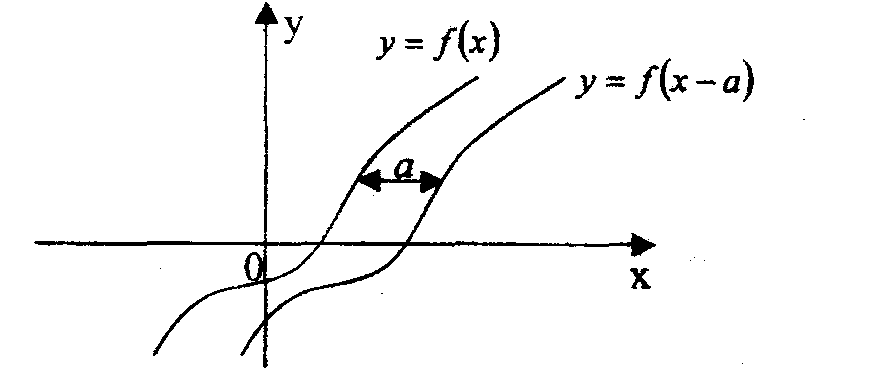 y
y = f(x)
y = f(x − a)
a
0
x